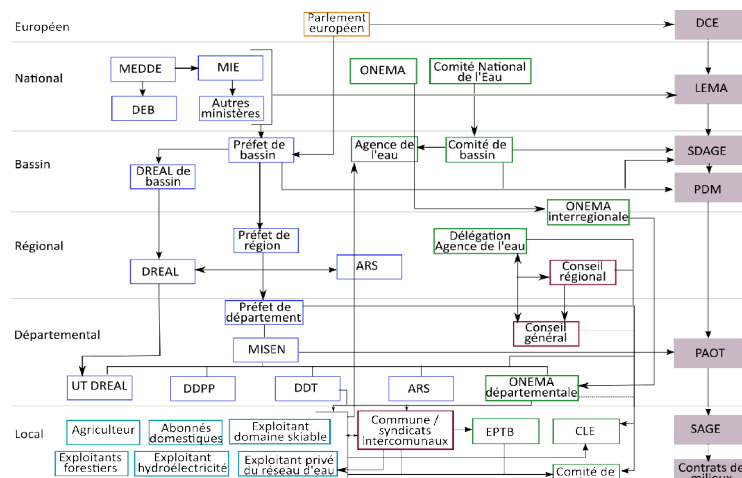 Européen
Parlement
européen
DCE
National
MEDDE
MIE
ONEMA
Comité National
de l'Eau
DEB
Autres
ministères
LEMA
Bassin
Préfet de
bassin
Agence de
l'eau
Comité de
bassin
SDAGE
DREAL de
bassin
PDM
ONEMA
interregionale
Régional
Préfet de
région
Délégation
Agence de l'eau
DREAL
ARS
Conseil
régional
Départemental
Préfet de
département
Conseil
général
MISEN
PAOT
UT DREAL
DDPP
DDT
ARS
ONEMA
départementale
Local
Agriculteur
Abonnés
domestiques
Exploitant
domaine skiable
Commune /
syndicats
intercomunaux
EPTB
CLE
SAGE
Exploitants
forestiers
Exploitant
hydroélectricité
Exploitant privé
du réseau d'eau
Comité de
Contrats de
milieux